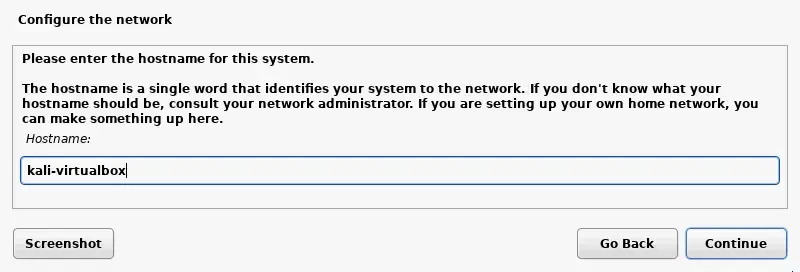 Configure the network
Please enter the hostname for this system.
The hostname is a single word that identifies your system to the network. If you don't know what your
hostname should be, consult your network administrator. If you are setting up your own home network, you
can make something up here.
Hostname:
kali-virtualbox
Screenshot
Go Back
Continue